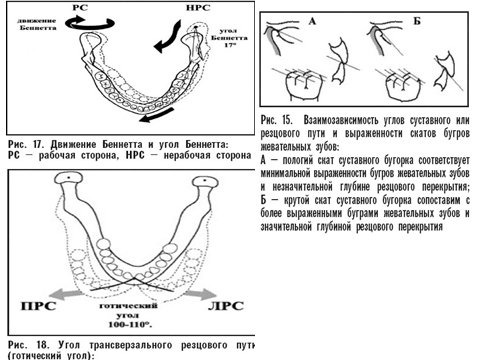 РС
НРС
движение
Беннетта
угол
Беннетта
17°
Рис. 17. Движение Беннетта и угол Беннетта:
РС — рабочая сторона, НРС — нерабочая сторона
ПРС
готический
угол
100-110°.
ЛРС
Рис. 18. Угол трансверзального резцового пути
(готический угол):
А
Б
Рис. 15. Взаимозависимость углов суставного или
резцового пути и выраженности скатов бугров
жевательных зубов:
А — пологий скат суставного бугорка соответствует
минимальной выраженности бугров жевательных зубов
и незначительной глубине резцового перекрытия;
Б — крутой скат суставного бугорка сопоставим с
более выраженными буграми жевательных зубов и
значительной глубиной резцового перекрытия